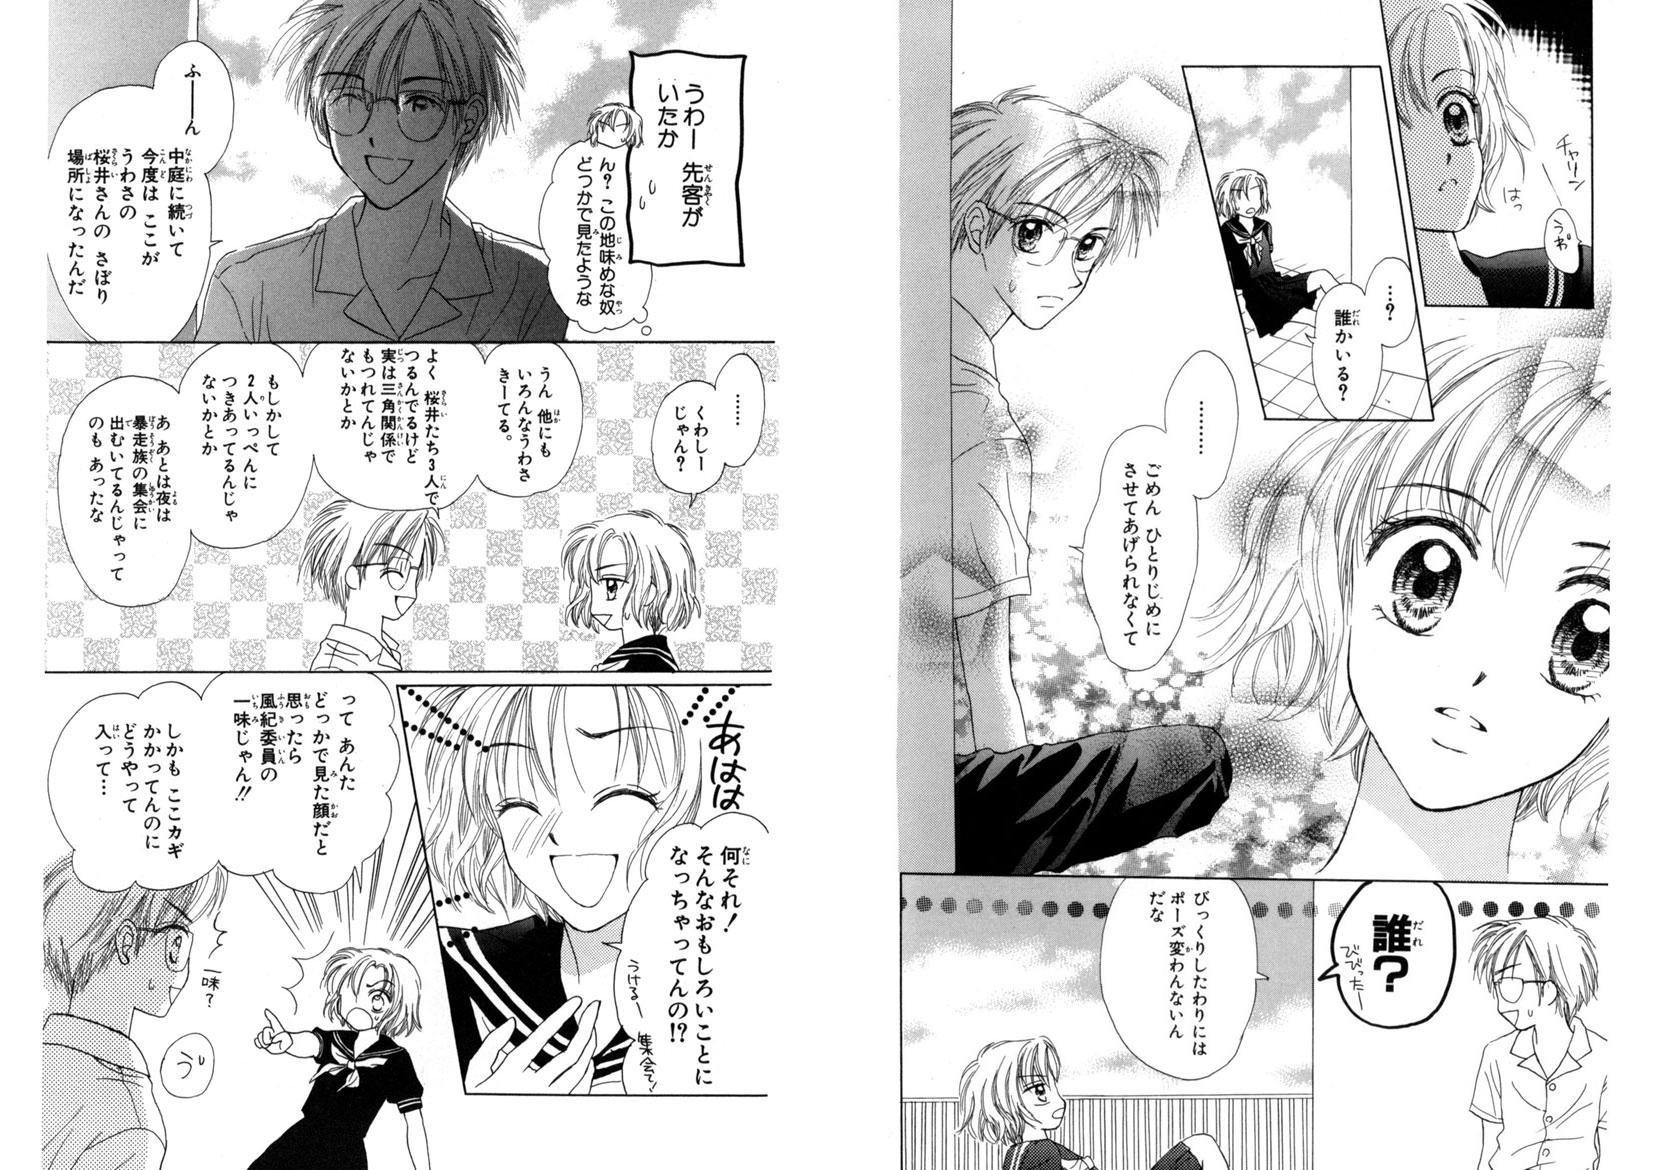 チャリーン
はっ
うわ
…?
誰かいる?
………
ごめん ひとりじめに
させてあげられなくて
誰?
びびったー
びっくりしたわりには
ポーズ変わんないん
だな
うわー 先客が
いたか
ん? この地味めな奴
どっかで見たような
ふーーん
中庭に続いて
今度は ここが
うわさの
桜井さんの さぼり
場所になったんだ
……
くわしー
じゃん?
うん 他にも
いろんなうわさ
きーてる。
よく 桜井たち3人で
つるんでるけど
実は三角関係で
もつれてんじゃ
ないかとか
もしかして
2人いっぺんに
つきあってるんじゃ
ないかとか
あ あとは夜は
暴走族の集会に
出むいてるんじゃって
のも あったな
あはは
何それ!
そんなおもしろいことに
なっちゃってんの!?
うけるー
集会て!
って あんた
どっかで見た顔だと
思ったら
風紀委員の
一味じゃん!!
しかも ここカギ
かかってんのに
どうやって
入って…
一味?
う